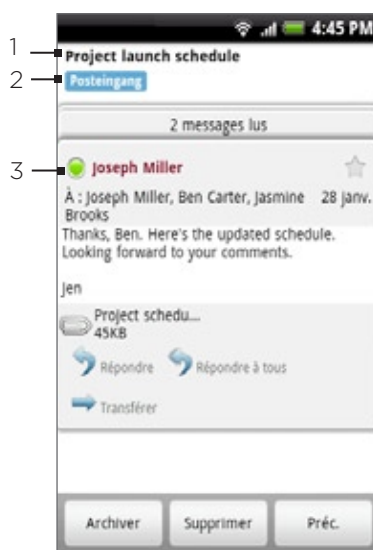 4:45 PM
1
Project launch schedule
2
Posteingang
2 messages lus
3
Joseph Miller
À : Joseph Miller, Ben Carter, Jasmine Brooks
28 janv.
Thanks, Ben. Here's the updated schedule.
Looking forward to your comments.
Jen
Project schedu...
45KB
Répondre
Répondre à tous
Transférer
Archiver
Supprimer
Préc.